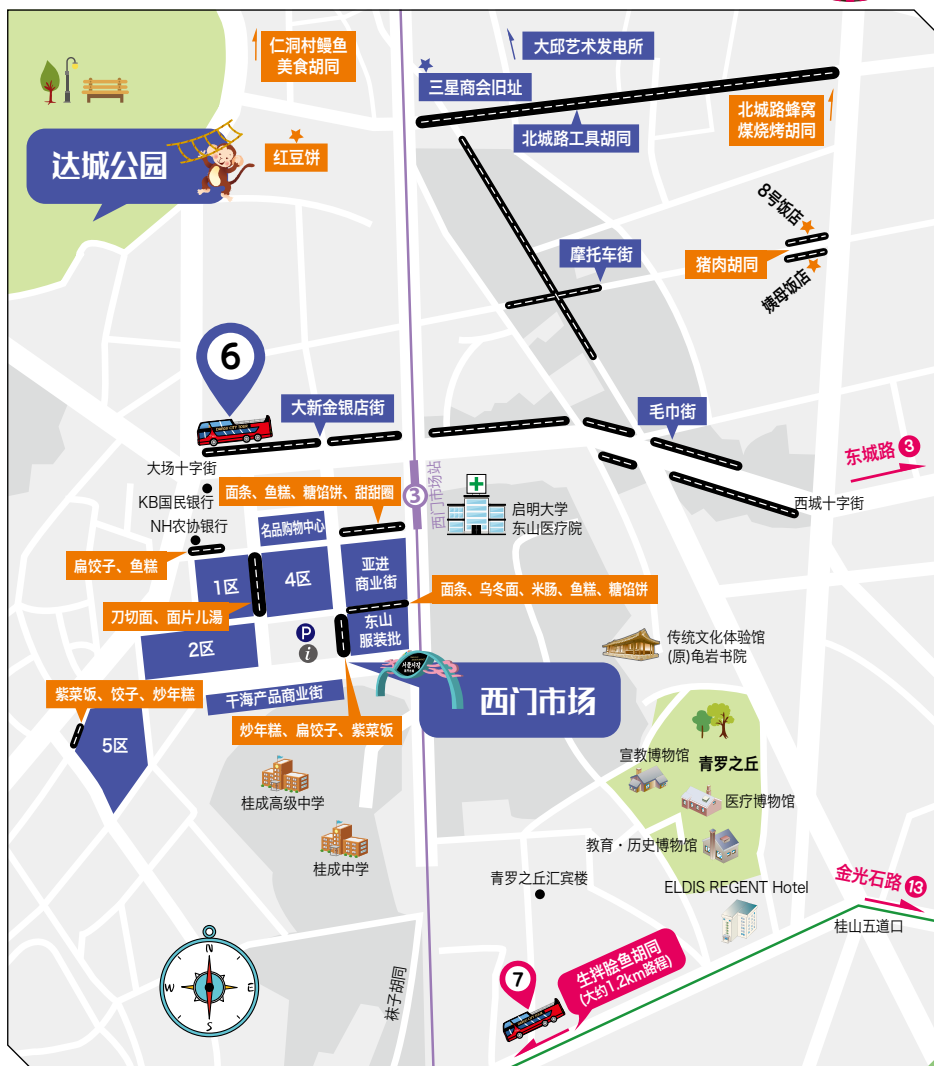 仁洞村鳗鱼
美食胡同
大邱艺术发电所
三星商会旧址
北城路工具胡同
北城路蜂窝
煤烧烤胡同
达城公园
红豆饼
8号饭店
猪肉胡同
姨母饭店
摩托车街
6
大新金银店街
毛巾街
东城路 3
大场十字街
KB国民银行
NH农协银行
面条、鱼糕、糖馅饼、甜甜圈
3
西门市场站
启明大学
东山医疗院
西城十字街
名品购物中心
扁饺子、鱼糕
1区
4区
亚进
商业街
面条、乌冬面、米肠、鱼糕、糖馅饼
刀切面、面片儿湯
东山
服装批
2区
P
i
传统文化体验馆
(原)龟岩书院
紫菜饭、饺子、炒年糕
干海产品商业街
西门市场
5区
炒年糕、扁饺子、紫菜饭
宣教博物馆
青罗之丘
医疗博物馆
桂成高级中学
教育·历史博物馆
桂成中学
青罗之丘汇宾楼
ELDIS REGENT Hotel
金光石路 13
桂山五道口
N
W
E
S
袜子胡同
7
生拌脍鱼胡同
(大约1.2km路程)